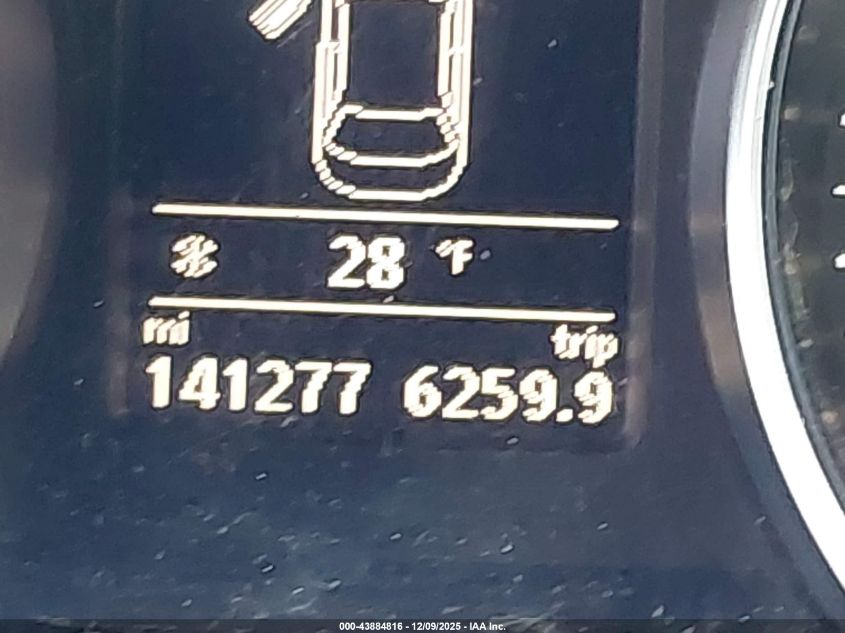 28 °F
mi trip
141277 6259.9
000-43884816 - 12/09/2025 - IAA Inc.